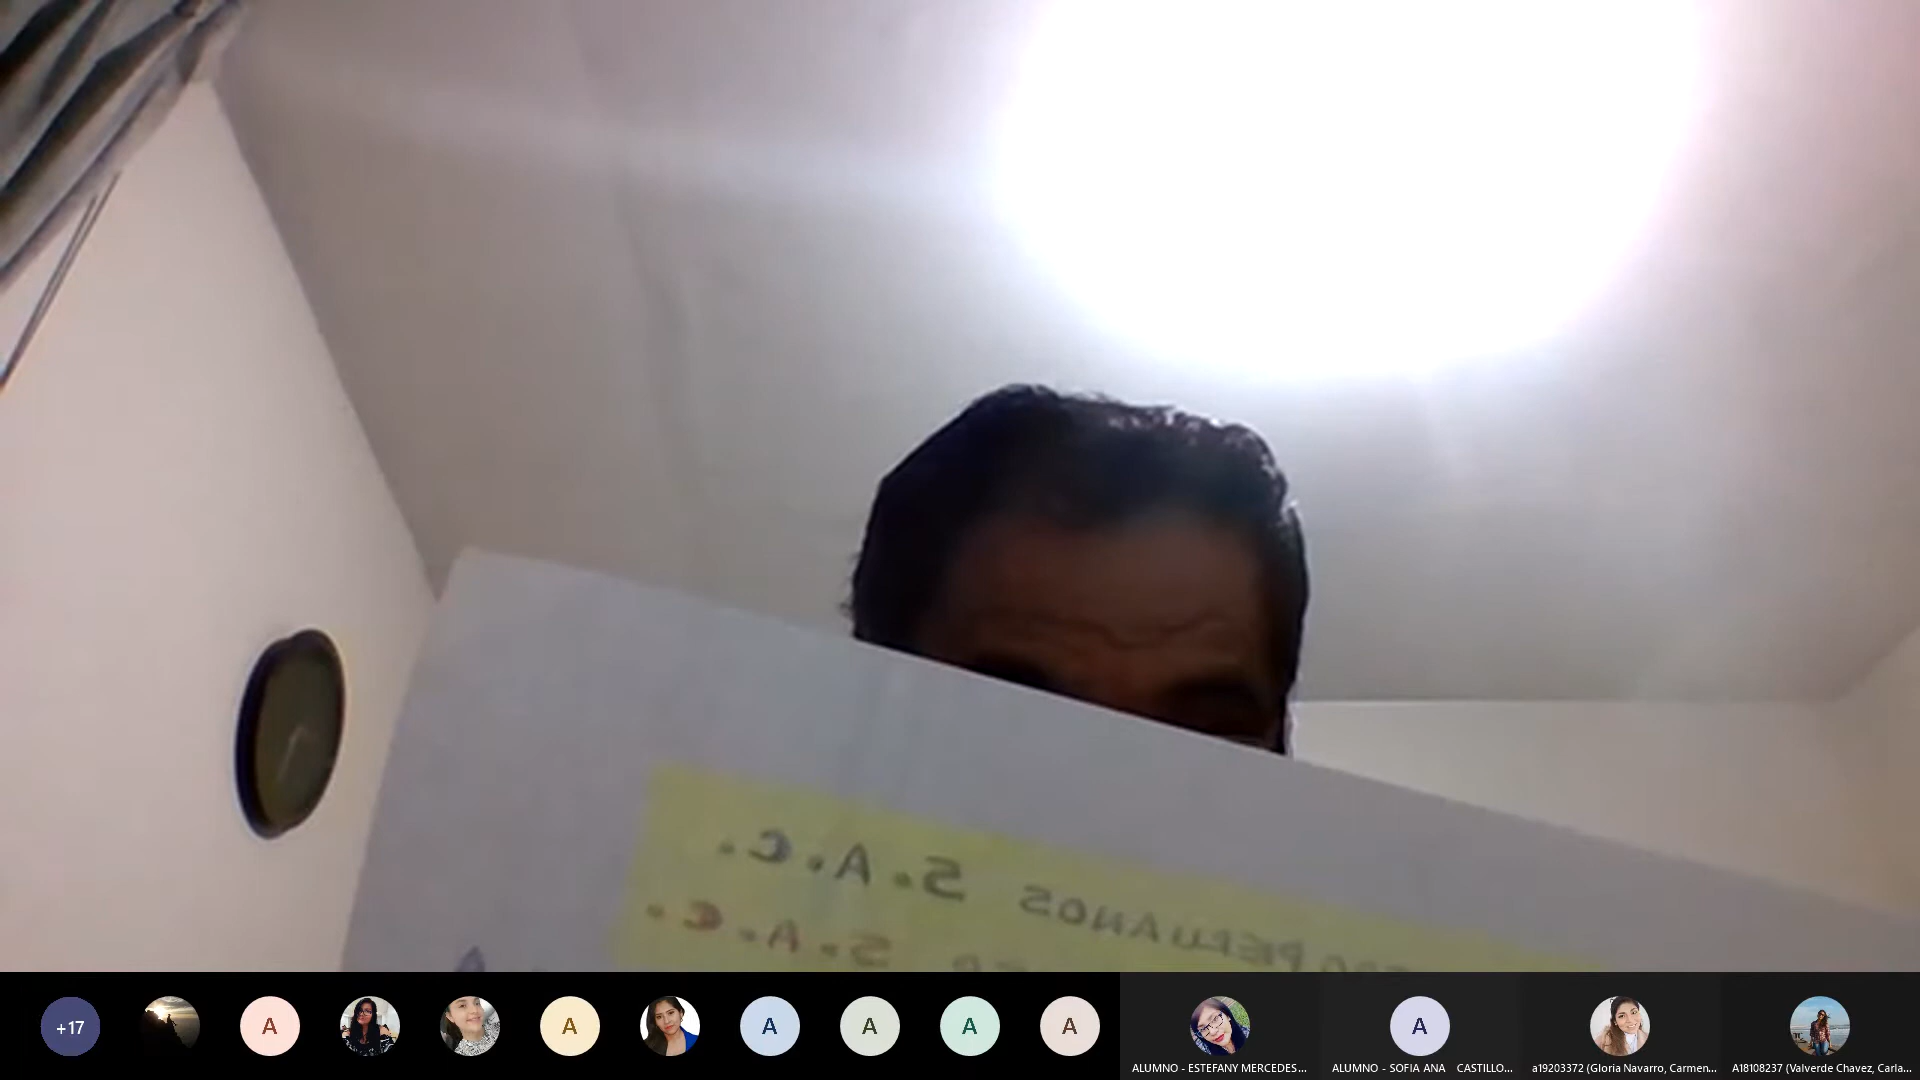 PERUANOS S.A.C.
S.A.C.
+17
A
A
A
A
A
A
A
ALUMNO - ESTEFANY MERCEDES...
ALUMNO - SOFIA ANA CASTILLO...
a19203372 (Gloria Navarro, Carmen...
A18108237 (Valverde Chavez, Carla...